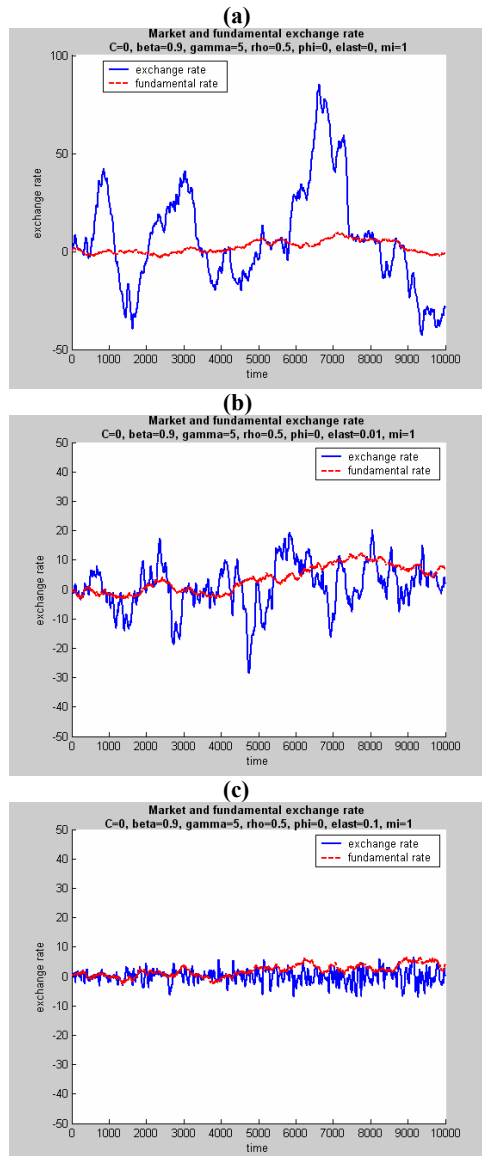 (a)
Market and fundamental exchange rate
C=0, beta=0.9, gamma=5, rho=0.5, phi=0, elast=0, mi=1
exchange rate
fundamental rate
100
50
0
-50
exchange rate
0 1000 2000 3000 4000 5000 6000 7000 8000 9000 10000
time
(b)
Market and fundamental exchange rate
C=0, beta=0.9, gamma=5, rho=0.5, phi=0, elast=0.01, mi=1
exchange rate
fundamental rate
50
40
30
20
10
0
-10
-20
-30
-40
-50
exchange rate
0 1000 2000 3000 4000 5000 6000 7000 8000 9000 10000
time
(c)
Market and fundamental exchange rate
C=0, beta=0.9, gamma=5, rho=0.5, phi=0, elast=0.1, mi=1
exchange rate
fundamental rate
50
40
30
20
10
0
-10
-20
-30
-40
-50
exchange rate
0 1000 2000 3000 4000 5000 6000 7000 8000 9000 10000
time